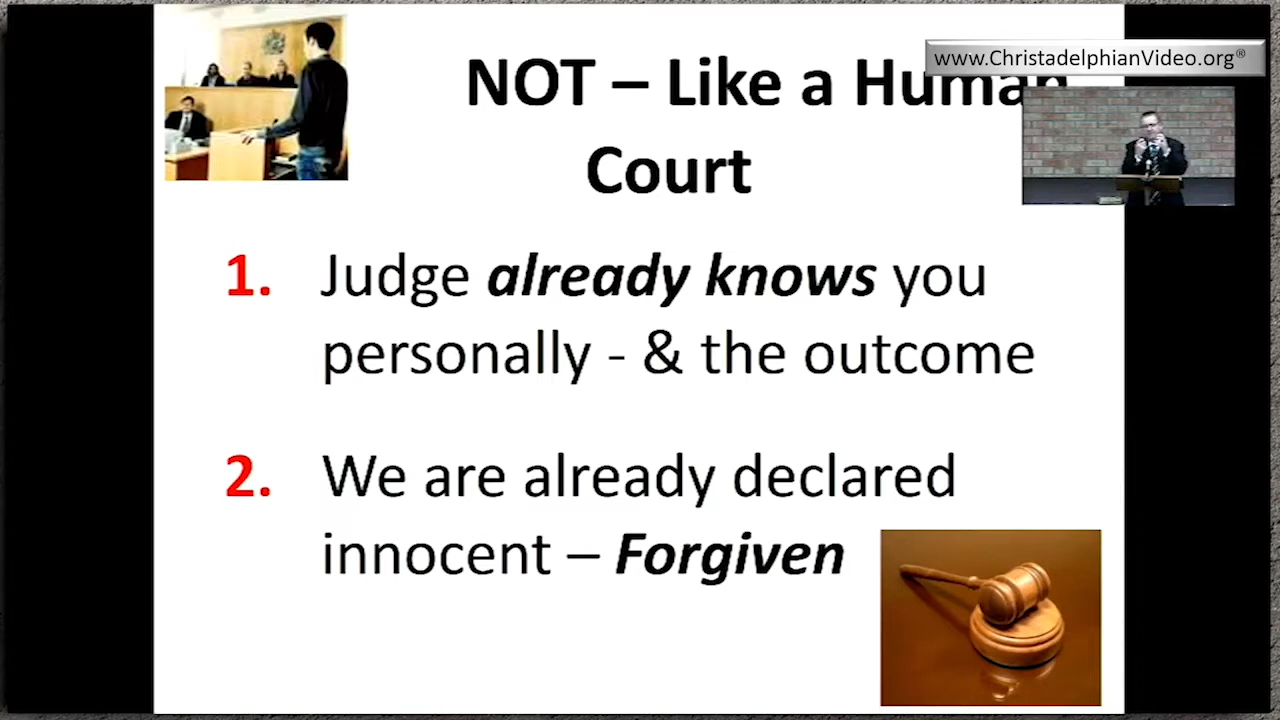 www.ChristadelphianVideo.org®
NOT – Like a Human
Court
1. Judge already knows you
personally - & the outcome
2. We are already declared
innocent – Forgiven